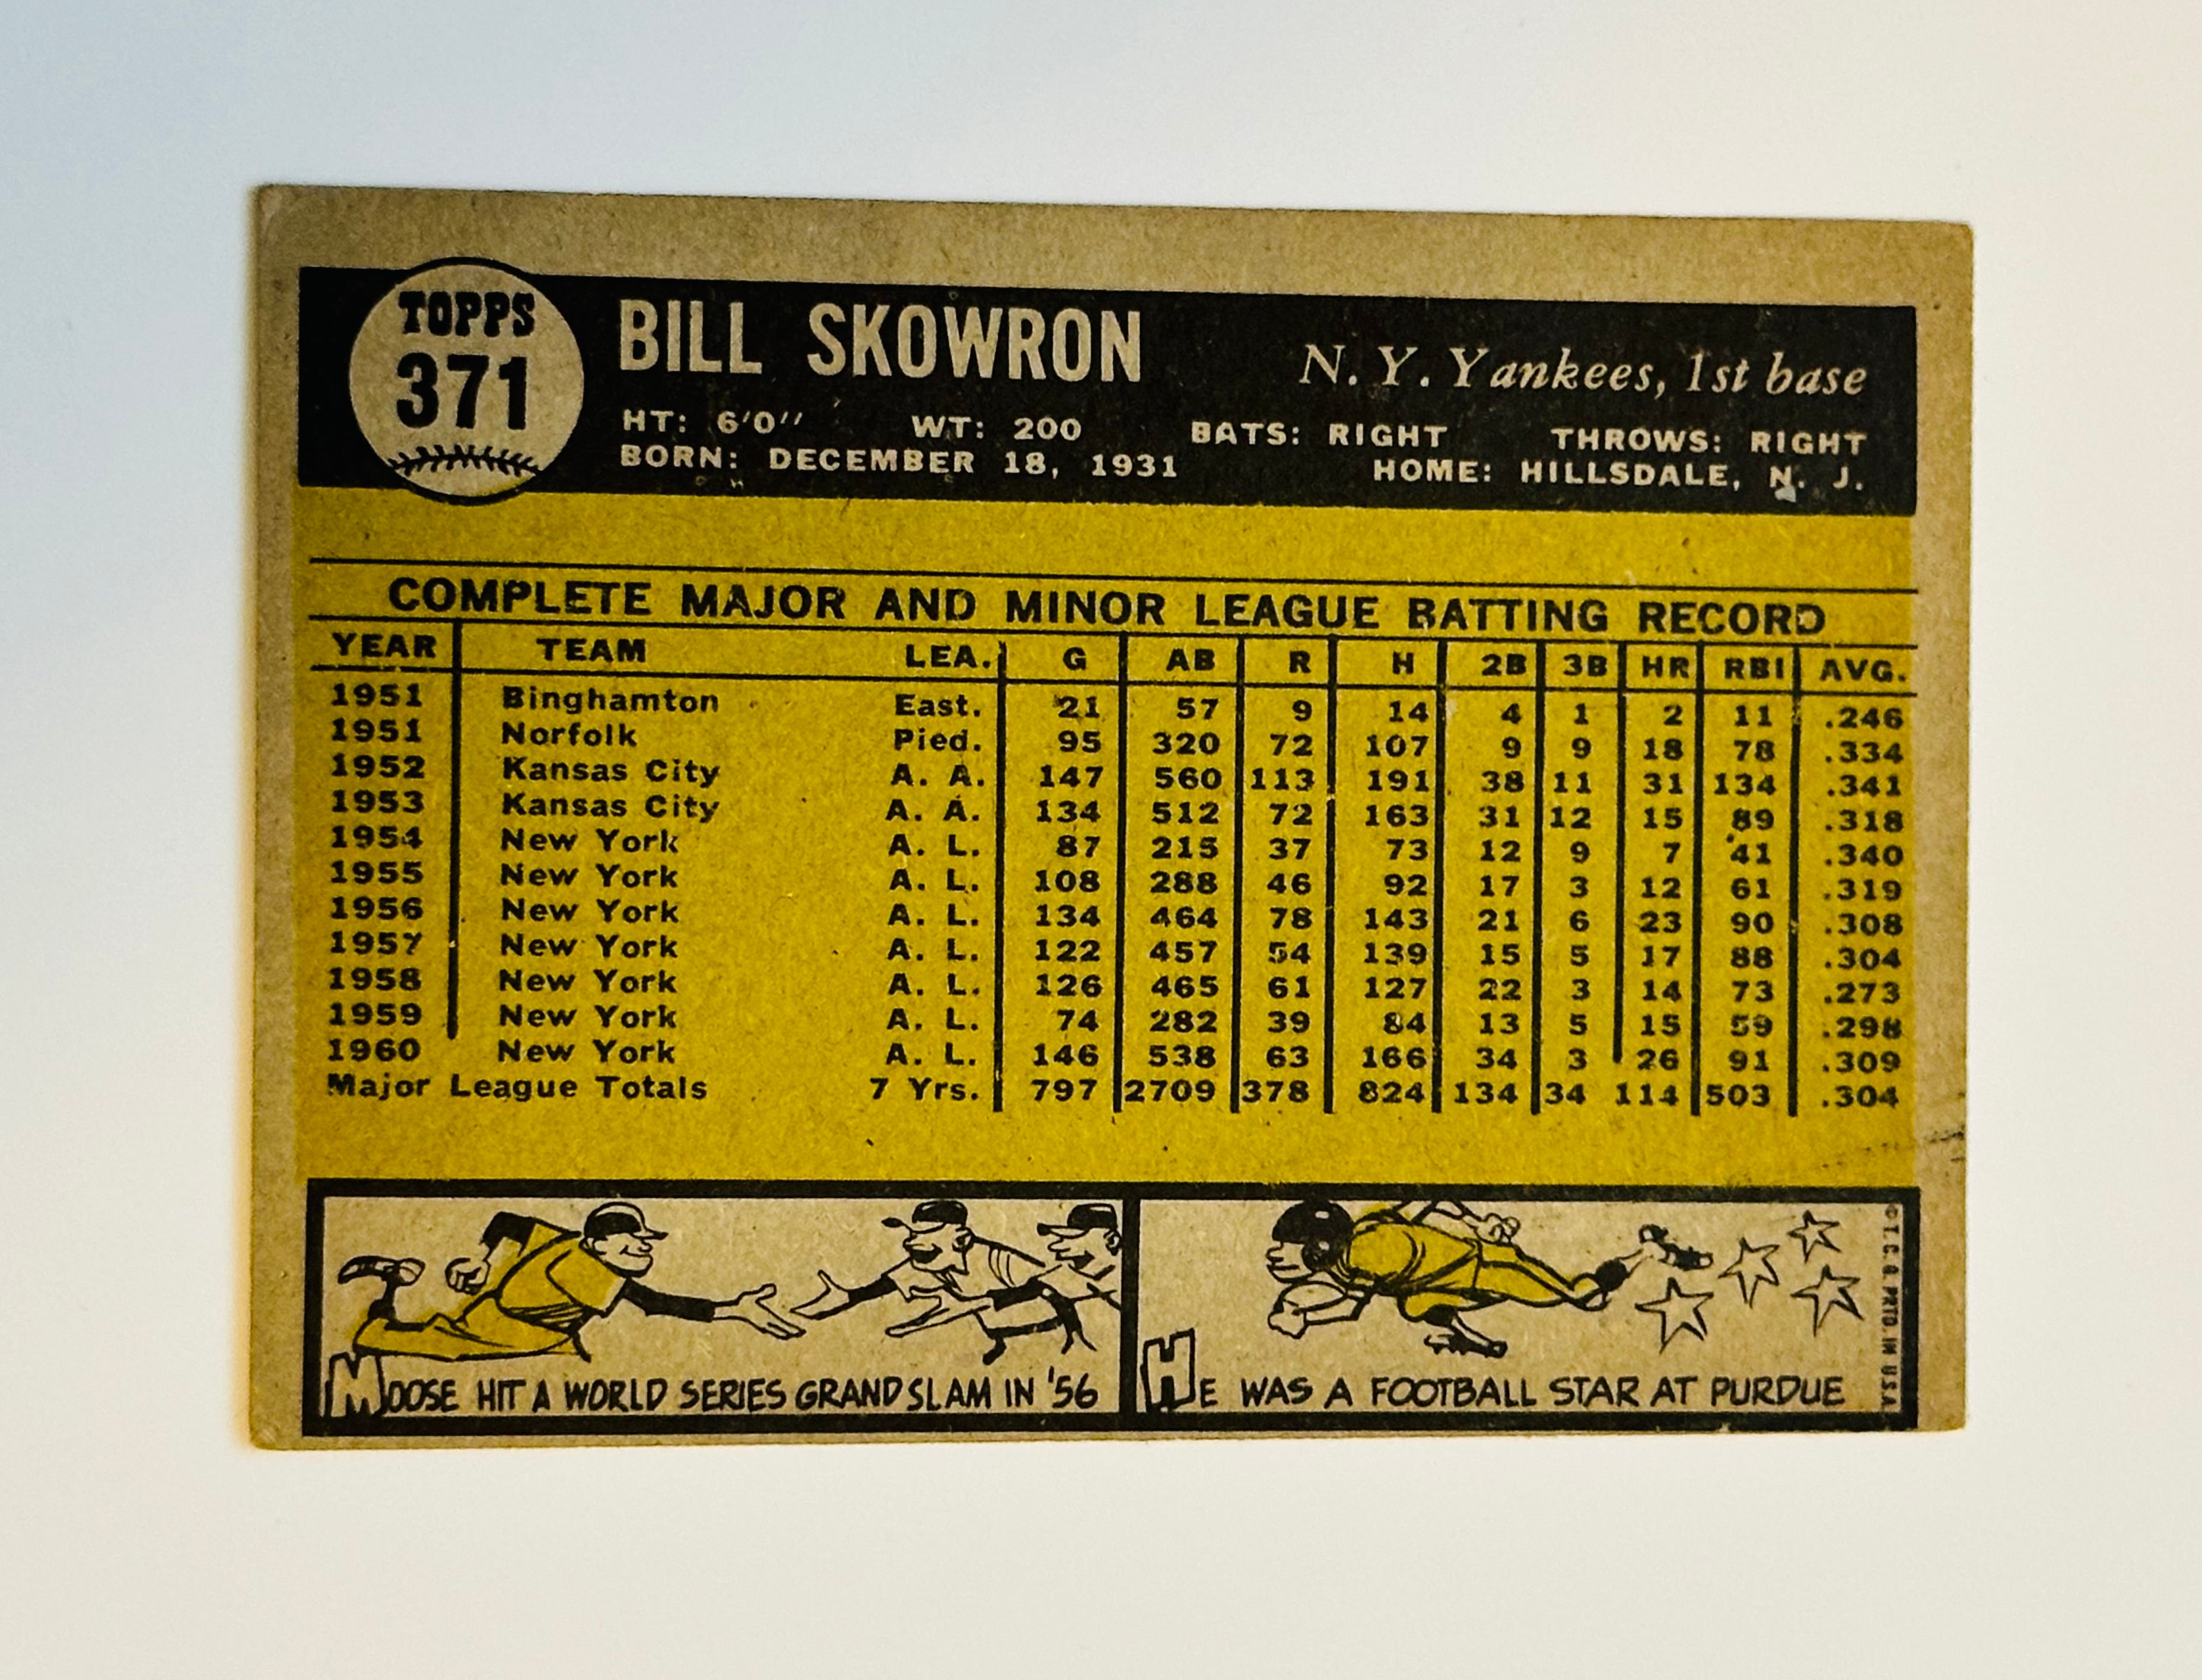 TOPPS
371
BILL SKOWRON
N. Y. Yankees, 1st base
HT: 6'0'' WT: 200 BATS: RIGHT THROWS: RIGHT
BORN: DECEMBER 18, 1931 HOME: HILLSDALE, N. J.
COMPLETE MAJOR AND MINOR LEAGUE BATTING RECORD
YEAR TEAM LEA. G AB R H 2B 3B HR RBI AVG.
1951 Binghamton East. 21 57 9 14 4 1 2 11 .246
1951 Norfolk Pied. 95 320 72 107 9 9 18 78 .334
1952 Kansas City A. A. 147 560 113 191 38 11 31 134 .341
1953 Kansas City A. A. 134 512 72 163 31 12 15 89 .318
1954 New York A. L. 87 215 37 73 12 9 7 41 .340
1955 New York A. L. 108 288 46 92 17 3 12 61 .319
1956 New York A. L. 134 464 78 143 21 6 23 90 .308
1957 New York A. L. 122 457 54 139 15 5 17 88 .304
1958 New York A. L. 126 465 61 127 22 3 14 73 .273
1959 New York A. L. 74 282 39 84 13 5 15 59 .298
1960 New York A. L. 146 538 63 166 34 3 26 91 .309
Major League Totals 7 Yrs. 797 2709 378 824 134 34 114 503 .304
MOOSE HIT A WORLD SERIES GRAND SLAM IN '56
HE WAS A FOOTBALL STAR AT PURDUE
© T. C. G. PRTD. IN U.S.A.